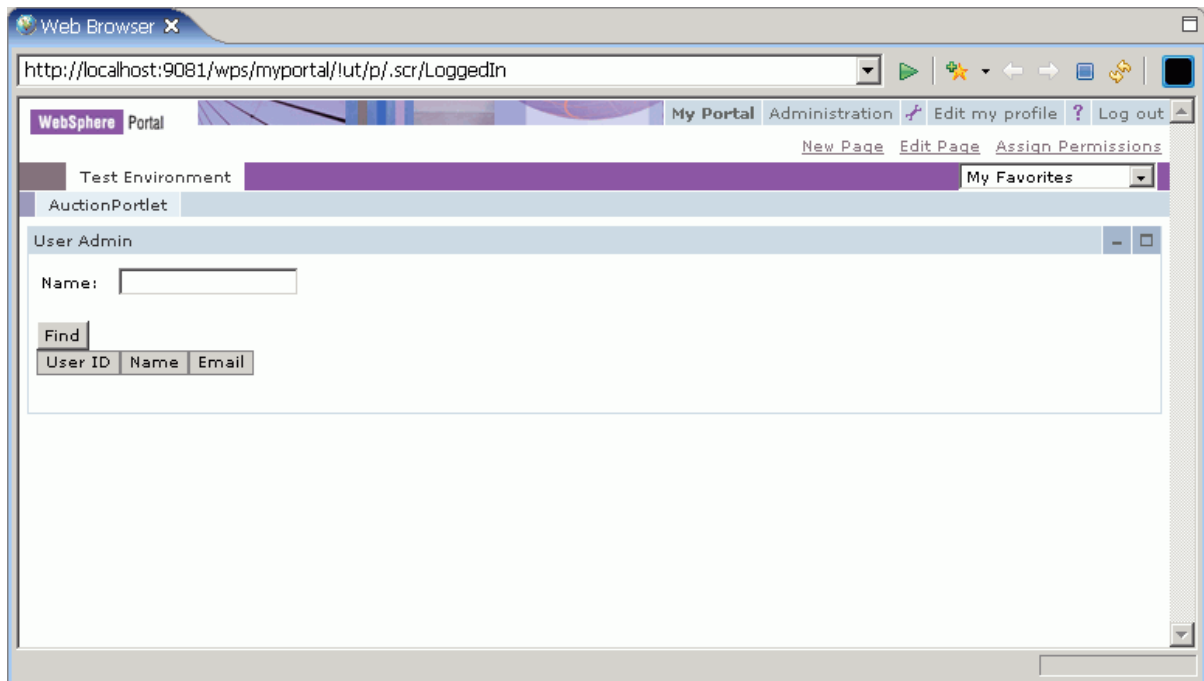 Web Browser
http://localhost:9081/wps/myportal/!ut/p/.scr/LoggedIn
WebSphere Portal
My Portal Administration Edit my profile ? Log out
New Page Edit Page Assign Permissions
Test Environment My Favorites
AuctionPortlet
User Admin
Name:
Find
User ID Name Email